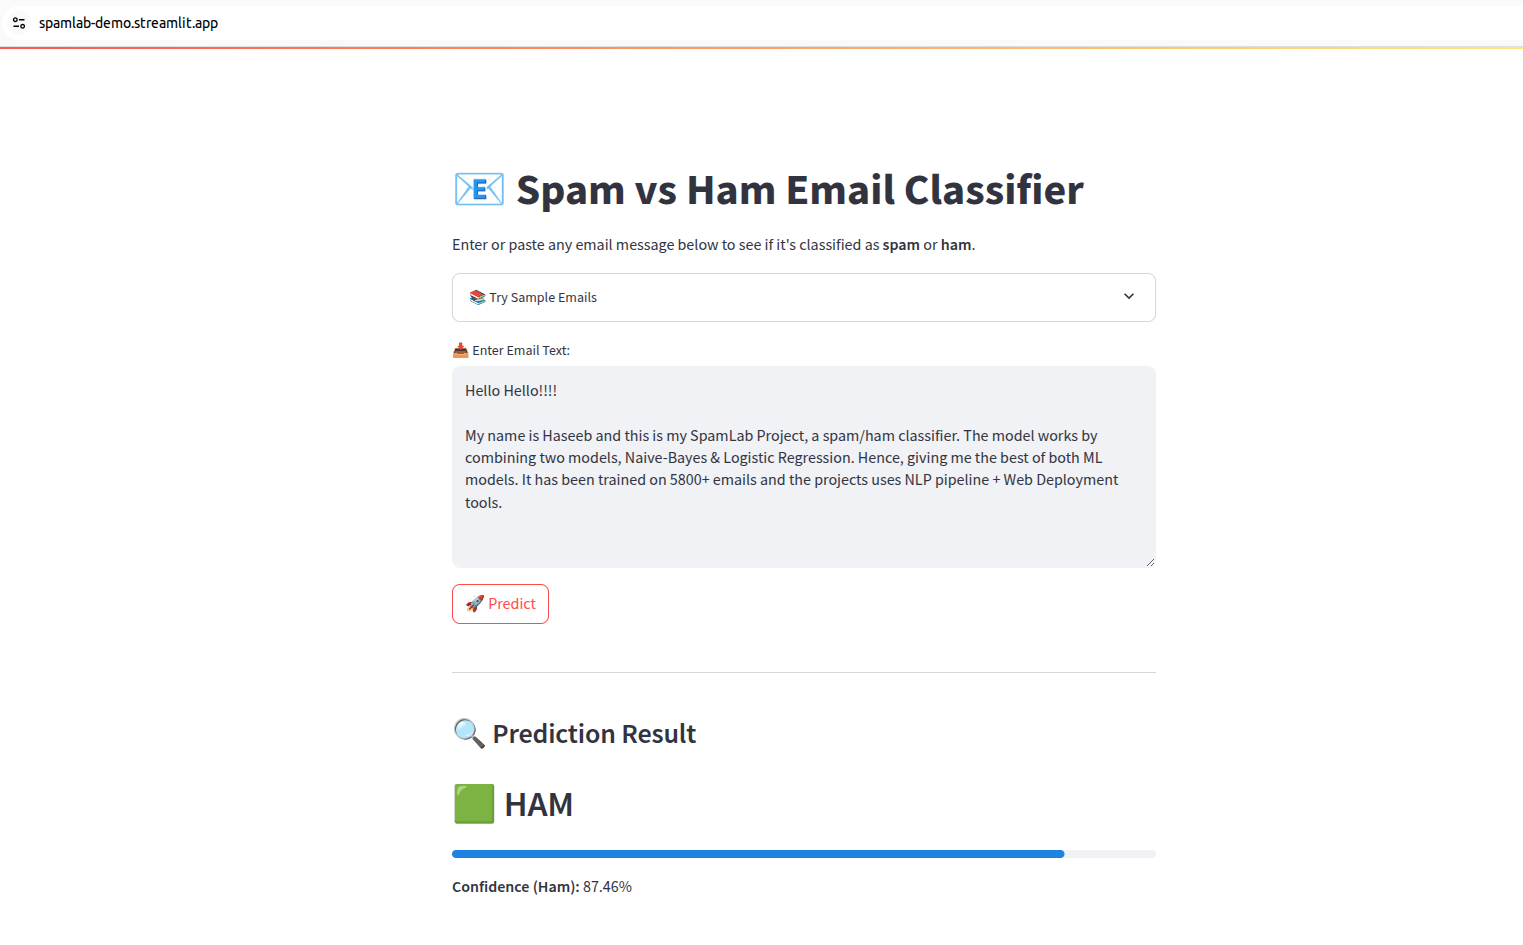 spamlab-demo.streamlit.app
📧 Spam vs Ham Email Classifier
Enter or paste any email message below to see if it's classified as spam or ham.
📚 Try Sample Emails
📥 Enter Email Text:
Hello Hello!!!!
My name is Haseeb and this is my SpamLab Project, a spam/ham classifier. The model works by
combining two models, Naive-Bayes & Logistic Regression. Hence, giving me the best of both ML
models. It has been trained on 5800+ emails and the projects uses NLP pipeline + Web Deployment
tools.
🚀 Predict
🔍 Prediction Result
🟩 HAM
Confidence (Ham): 87.46%